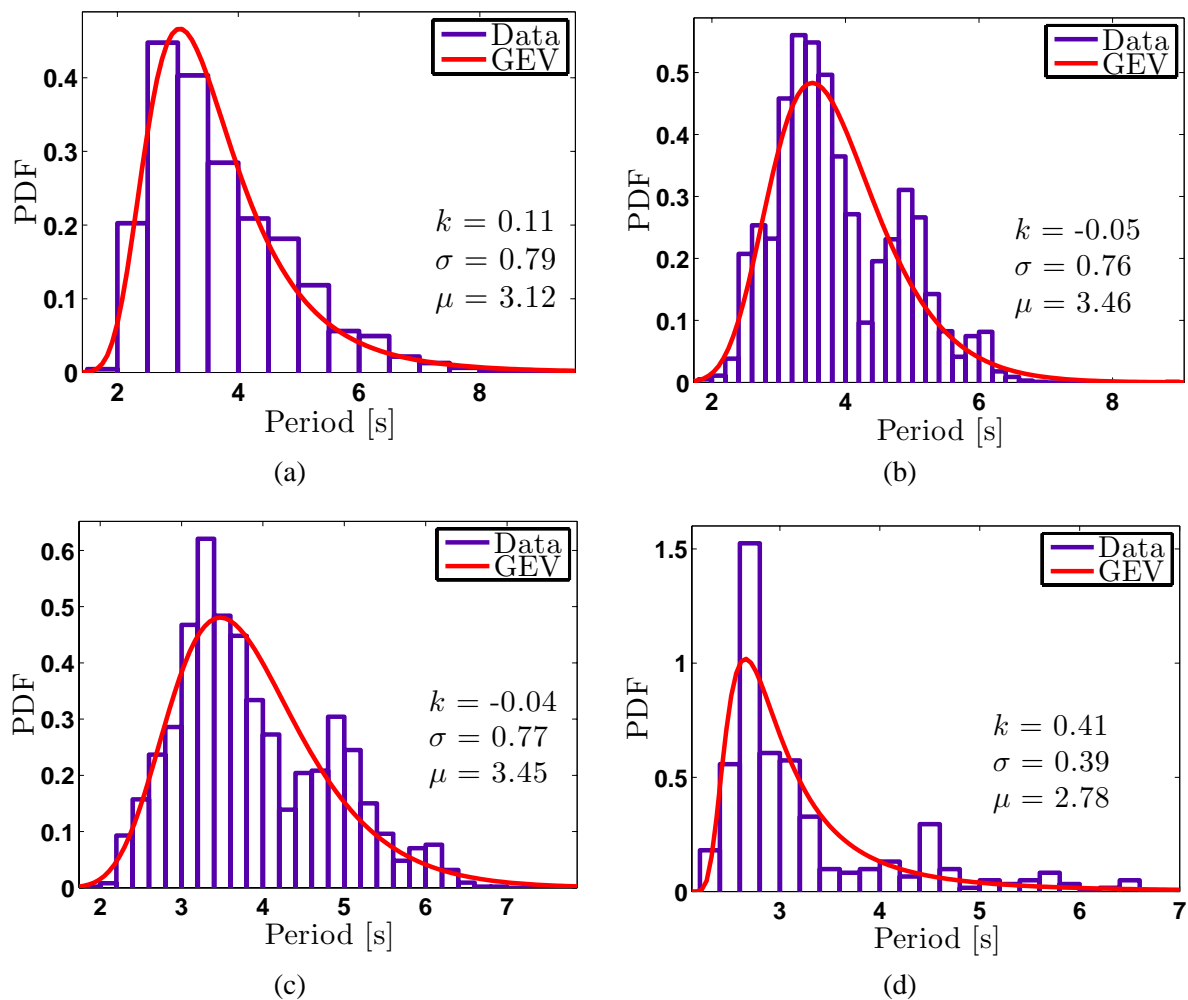 Data
GEV
0.4
0.3
0.2
0.1
0
PDF
k = 0.11
σ = 0.79
μ = 3.12
2 4 6 8
Period [s]
(a)
Data
GEV
0.5
0.4
0.3
0.2
0.1
0
PDF
k = -0.05
σ = 0.76
μ = 3.46
2 4 6 8
Period [s]
(b)
Data
GEV
0.6
0.5
0.4
0.3
0.2
0.1
0
PDF
k = -0.04
σ = 0.77
μ = 3.45
2 3 4 5 6 7
Period [s]
(c)
Data
GEV
1.5
1
0.5
0
PDF
k = 0.41
σ = 0.39
μ = 2.78
3 4 5 6 7
Period [s]
(d)